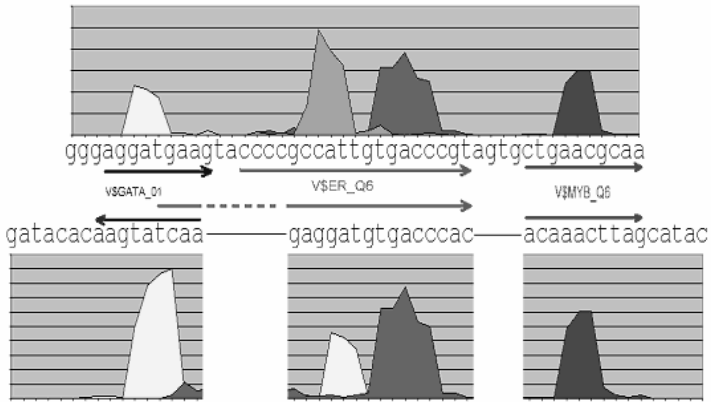 gggaggatgaagtaccccgccattgtgacccgtagtgctgaacgcaa
V$GATA_01 V$ER_Q6 V$MYB_Q6
gatacacaagtatcaa gaggatgtgacccac acaaacttagcatac